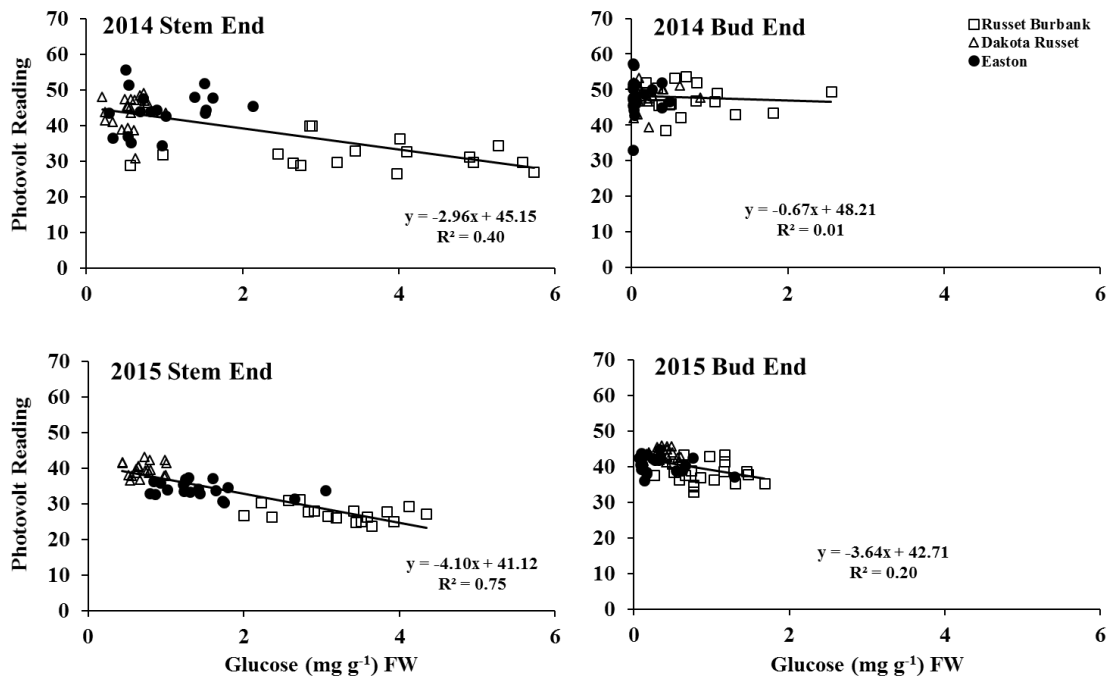 2014 Stem End
Photovolt Reading
70
60
50
40
30
20
10
0
0 2 4 6
y = -2.96x + 45.15
R² = 0.40
2014 Bud End
Russet Burbank
Dakota Russet
Easton
70
60
50
40
30
20
10
0
0 2 4 6
y = -0.67x + 48.21
R² = 0.01
2015 Stem End
Photovolt Reading
70
60
50
40
30
20
10
0
0 2 4 6
y = -4.10x + 41.12
R² = 0.75
Glucose (mg g⁻¹) FW
2015 Bud End
70
60
50
40
30
20
10
0
0 2 4 6
y = -3.64x + 42.71
R² = 0.20
Glucose (mg g⁻¹) FW